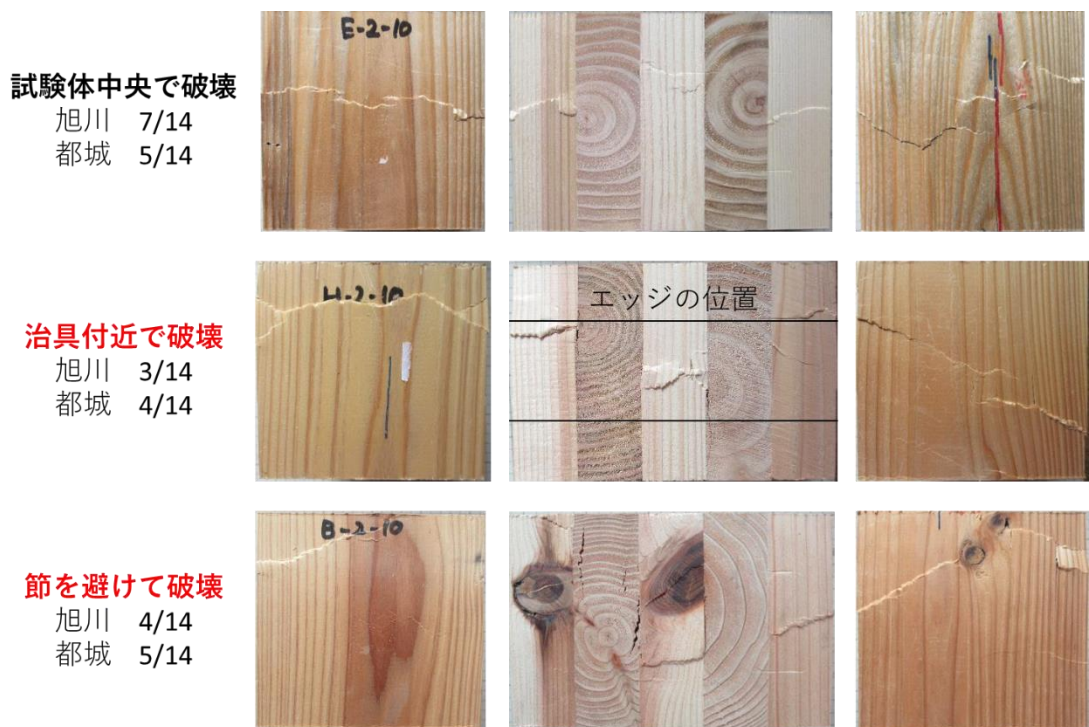 試験体中央で破壊
旭川 7/14
都城 5/14
E-2-10
治具付近で破壊
旭川 3/14
都城 4/14
H-2-10
エッジの位置
節を避けて破壊
旭川 4/14
都城 5/14
B-2-10